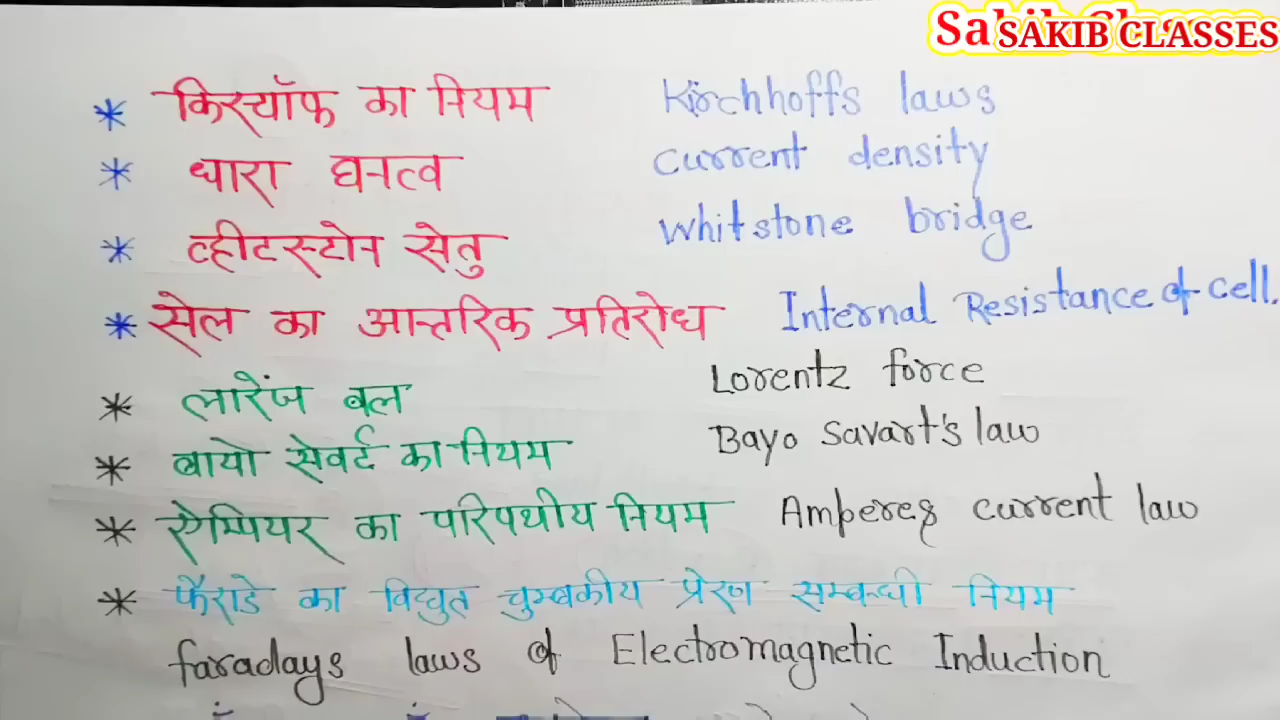 SAKIB CLASSES
* किरचॉफ का नियम Kirchhoffs laws
* धारा घनत्व current density
* व्हीटस्टोन सेतु Whitstone bridge
* सेल का आन्तरिक प्रतिरोध Internal Resistance of cell.
* लारेंज बल Lorentz force
* बायो सेवर्ट का नियम Bayo Savart's law
* ऐम्पियर का परिपथीय नियम Amperes current law
* फैराडे का विद्युत चुम्बकीय प्रेरण सम्बन्धी नियम
faradays laws of Electromagnetic Induction